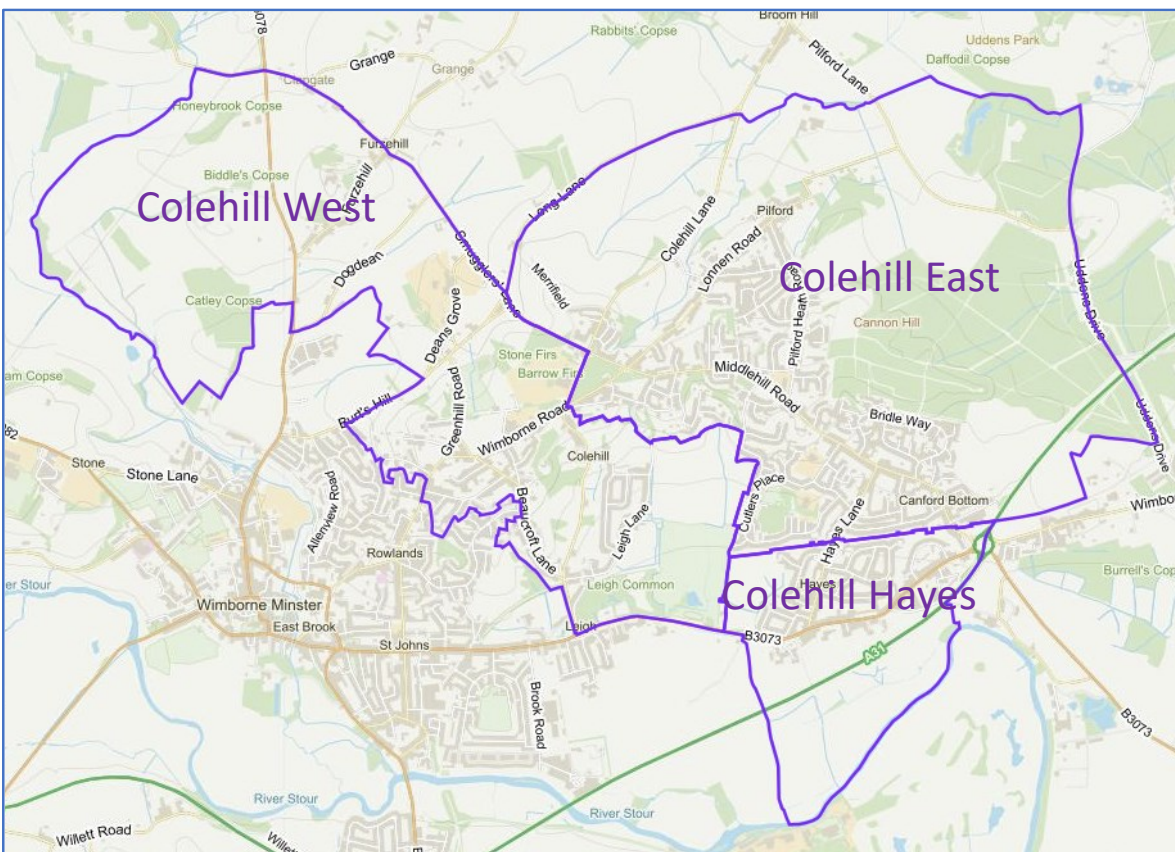 Broom Hill
Rabbits' Copse
Uddens Park
Daffodil Copse
Grange
Grange
Clapgate
Pilford Lane
Honeybrook Copse
Furzehill
Biddle's Copse
Colehill West
Furzehill
Long Lane
Pilford
Colehill Lane
Lonnen Road
Smugglers' Lane
Merrifield
Dogdean
Colehill East
Pilford Heath Road
Uddens Drive
Catley Copse
Cannon Hill
Deans Grove
Stone Firs
Barrow Firs
Middlehill Road
Greenhill Road
Burt's Hill
Wimborne Road
Bridle Way
Uddens Drive
Stone
Stone Lane
Colehill
Allenview Road
Beaucroft Lane
Leigh Lane
Cutlers Place
Canford Bottom
Hayes Lane
Rowlands
Leigh Common
Hayes
Colehill Hayes
River Stour
Wimborne Minster
East Brook
Leigh
St Johns
B3073
A31
Brook Road
B3073
River Stour
River Stour
Willett Road